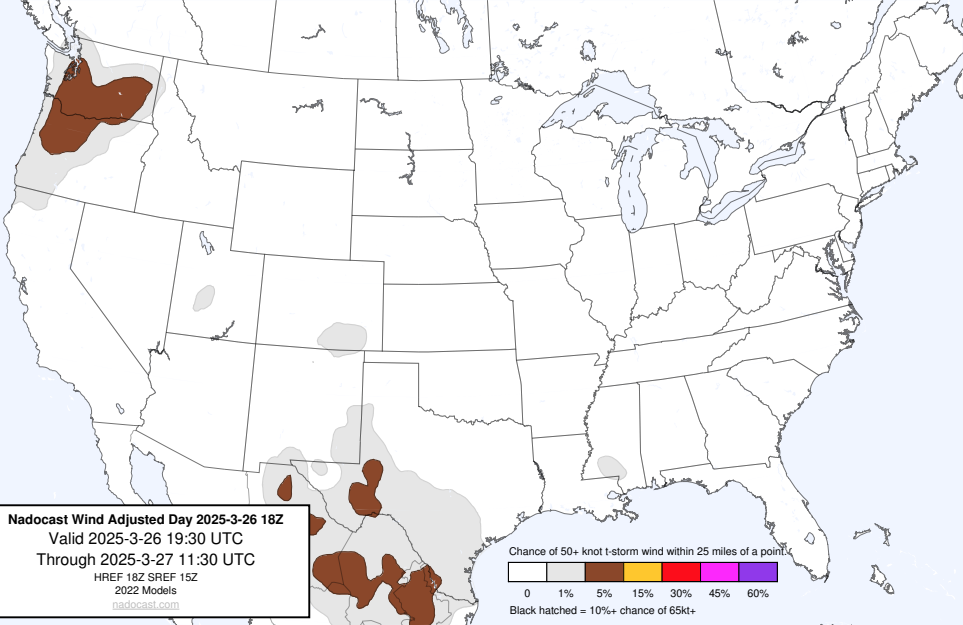 Nadocast Wind Adjusted Day 2025-3-26 18Z
Valid 2025-3-26 19:30 UTC
Through 2025-3-27 11:30 UTC
HREF 18Z SREF 15Z
2022 Models
nadocast.com
Chance of 50+ knot t-storm wind within 25 miles of a point.
0 1% 5% 15% 30% 45% 60%
Black hatched = 10%+ chance of 65kt+